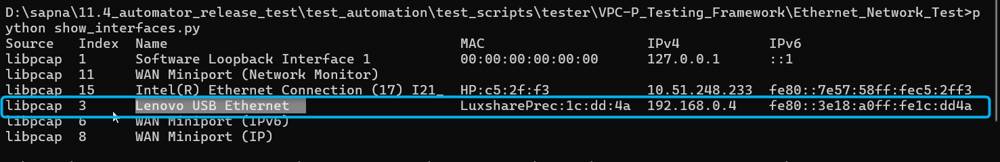 D:\sapna\11.4_automator_release_test\test_automation\test_scripts\tester\VPC-P_Testing_Framework\Ethernet_Network_Test>p
ython show_interfaces.py
Source Index Name MAC IPv4 IPv6
libpcap 1 Software Loopback Interface 1 00:00:00:00:00:00 127.0.0.1 ::1
libpcap 11 WAN Miniport (Network Monitor)
libpcap 15 Intel(R) Ethernet Connection (17) I21_ HP:c5:2f:f3 10.51.248.233 fe80::7e57:58ff:fec5:2ff3
libpcap 3 Lenovo USB Ethernet LuxsharePrec:1c:dd:4a 192.168.0.4 fe80::3e18:a0ff:fe1c:dd4a
libpcap 6 WAN Miniport (IPv6)
libpcap 8 WAN Miniport (IP)